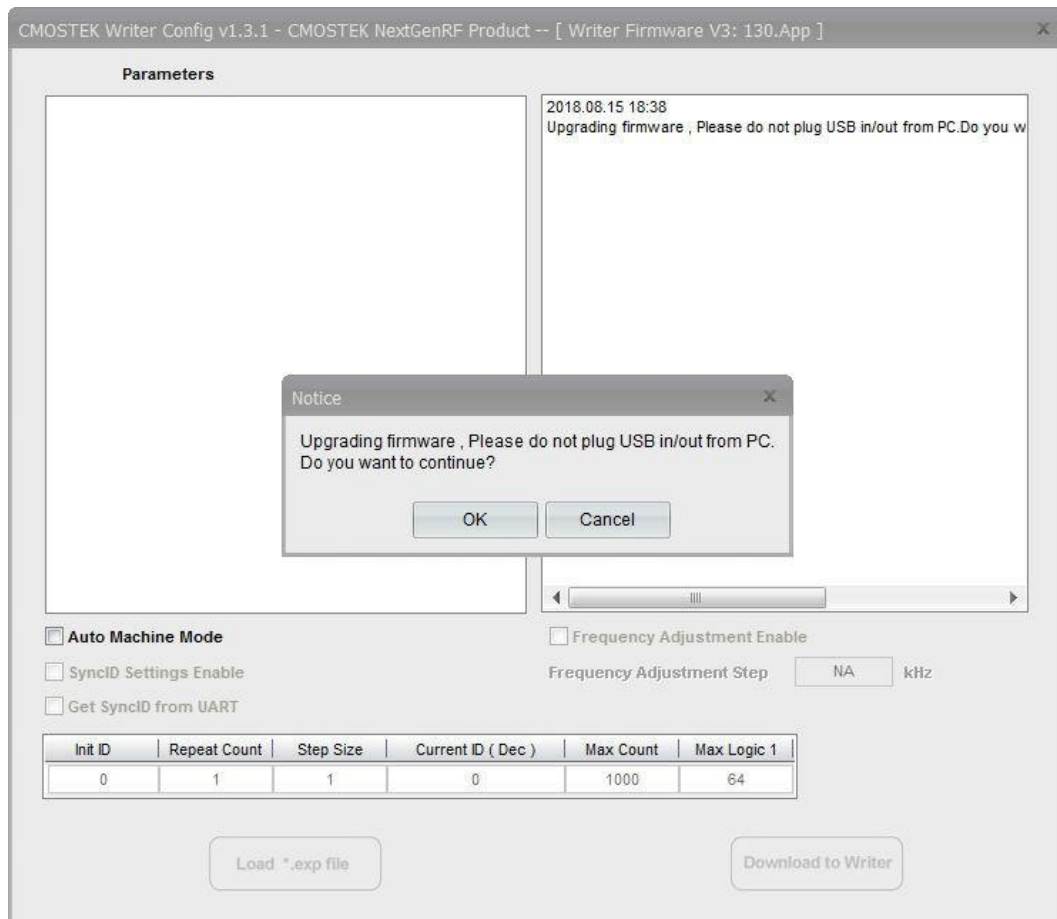 CMOSTEK Writer Config v1.3.1 - CMOSTEK NextGenRF Product -- [ Writer Firmware V3: 130.App ]
Parameters
2018.08.15 18:38
Upgrading firmware , Please do not plug USB in/out from PC.Do you w
Notice
Upgrading firmware , Please do not plug USB in/out from PC.
Do you want to continue?
OK Cancel
Auto Machine Mode Frequency Adjustment Enable
SyncID Settings Enable Frequency Adjustment Step NA kHz
Get SyncID from UART
Init ID Repeat Count Step Size Current ID ( Dec ) Max Count Max Logic 1
0 1 1 0 1000 64
Load *.exp file Download to Writer